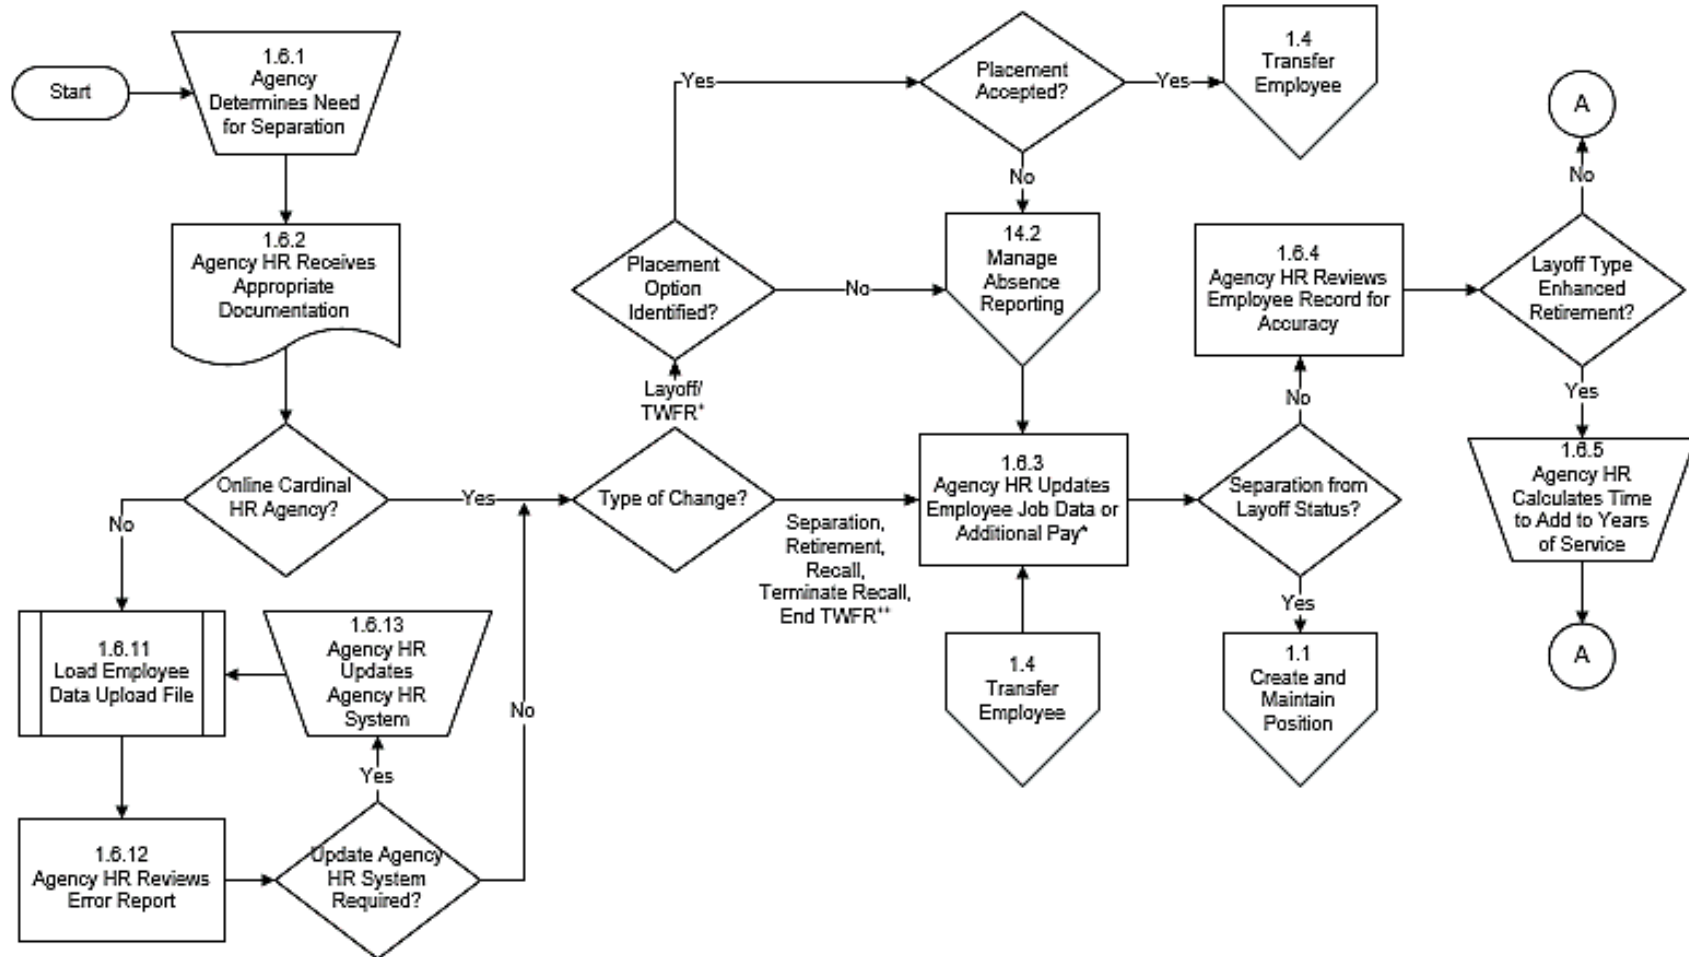 Start
1.6.1
Agency
Determines Need
for Separation
1.6.2
Agency HR Receives
Appropriate
Documentation
Online Cardinal
HR Agency?
No
Yes
1.6.11
Load Employee
Data Upload File
1.6.13
Agency HR
Updates
Agency HR
System
Yes
No
1.6.12
Agency HR Reviews
Error Report
Update Agency
HR System
Required?
Type of Change?
Layoff/
TWFR*
Placement
Option
Identified?
Yes
No
Placement
Accepted?
Yes
No
1.4
Transfer
Employee
14.2
Manage
Absence
Reporting
Separation,
Retirement,
Recall,
Terminate Recall,
End TWFR**
1.6.3
Agency HR Updates
Employee Job Data or
Additional Pay*
1.4
Transfer
Employee
Separation from
Layoff Status?
No
Yes
1.1
Create and
Maintain
Position
1.6.4
Agency HR Reviews
Employee Record for
Accuracy
Layoff Type
Enhanced
Retirement?
No
A
Yes
1.6.5
Agency HR
Calculates Time
to Add to Years
of Service
A